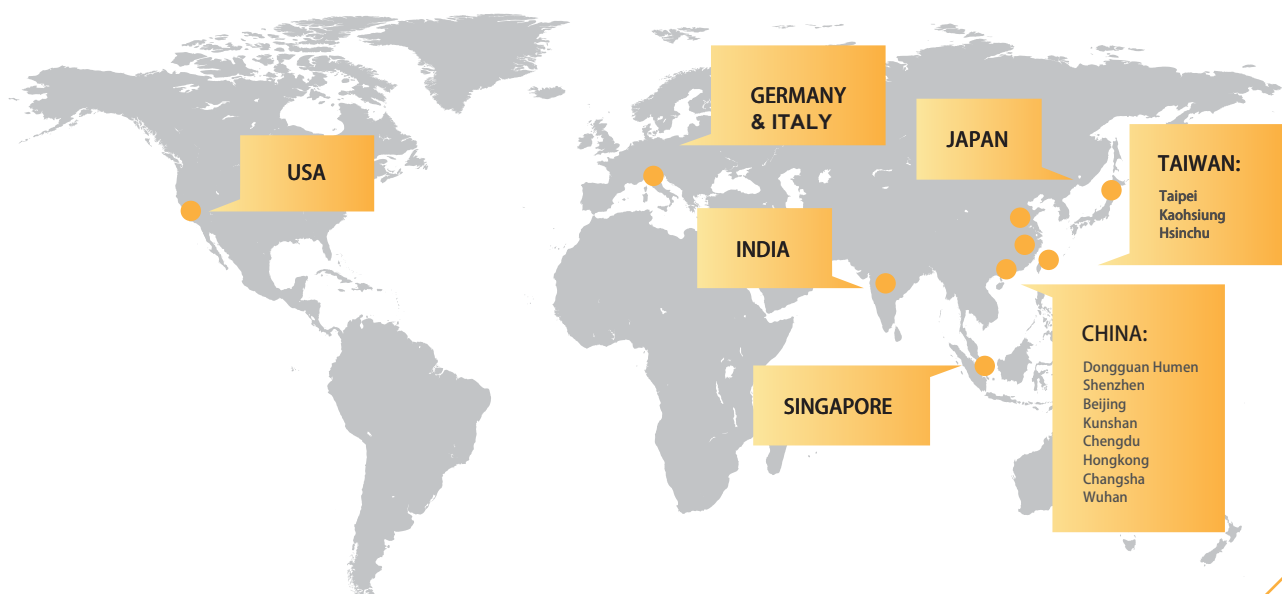 GERMANY
& ITALY
JAPAN
TAIWAN:
Taipei
Kaohsiung
Hsinchu
USA
INDIA
CHINA:
Dongguan Humen
Shenzhen
Beijing
Kunshan
Chengdu
Hongkong
Changsha
Wuhan
SINGAPORE